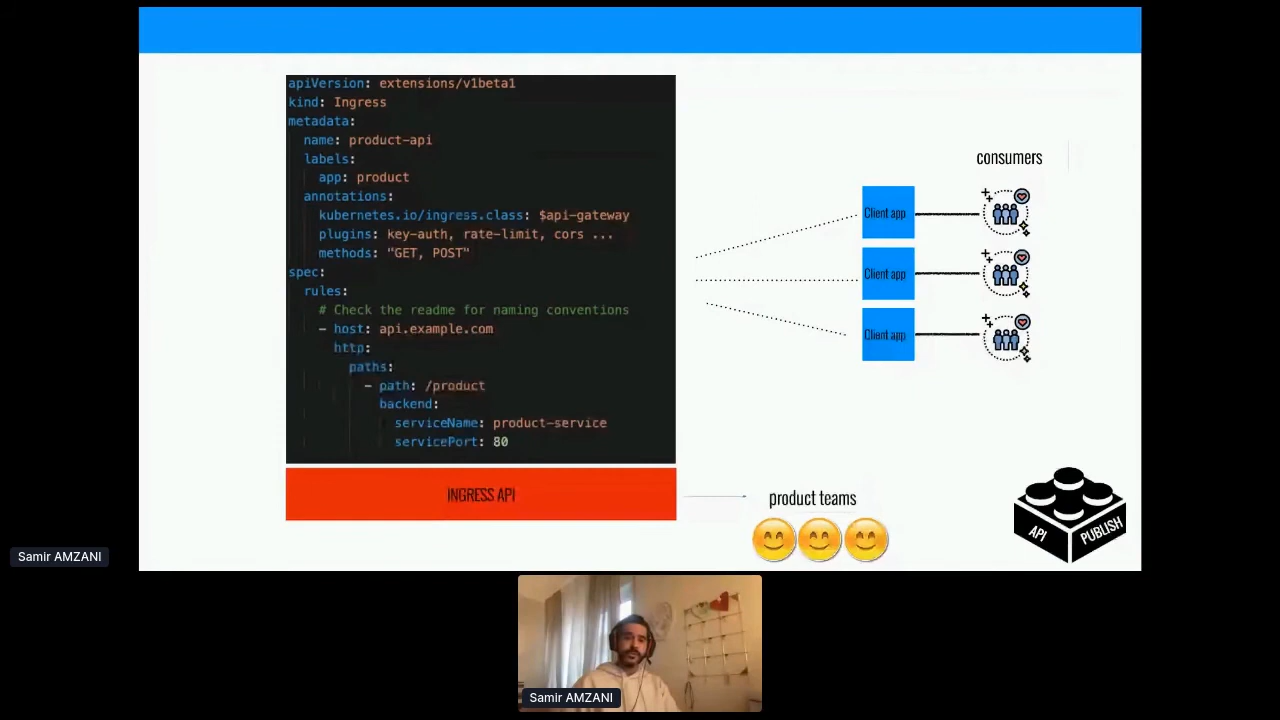 apiVersion: extensions/v1beta1
kind: Ingress
metadata:
  name: product-api
  labels:
    app: product
  annotations:
    kubernetes.io/ingress.class: $api-gateway
    plugins: key-auth, rate-limit, cors ...
    methods: "GET, POST"
spec:
  rules:
    # Check the readme for naming conventions
    - host: api.example.com
      http:
        paths:
          - path: /product
            backend:
              serviceName: product-service
              servicePort: 80
INGRESS API
consumers
Client app
Client app
Client app
product teams
API PUBLISH
Samir AMZANI
Samir AMZANI